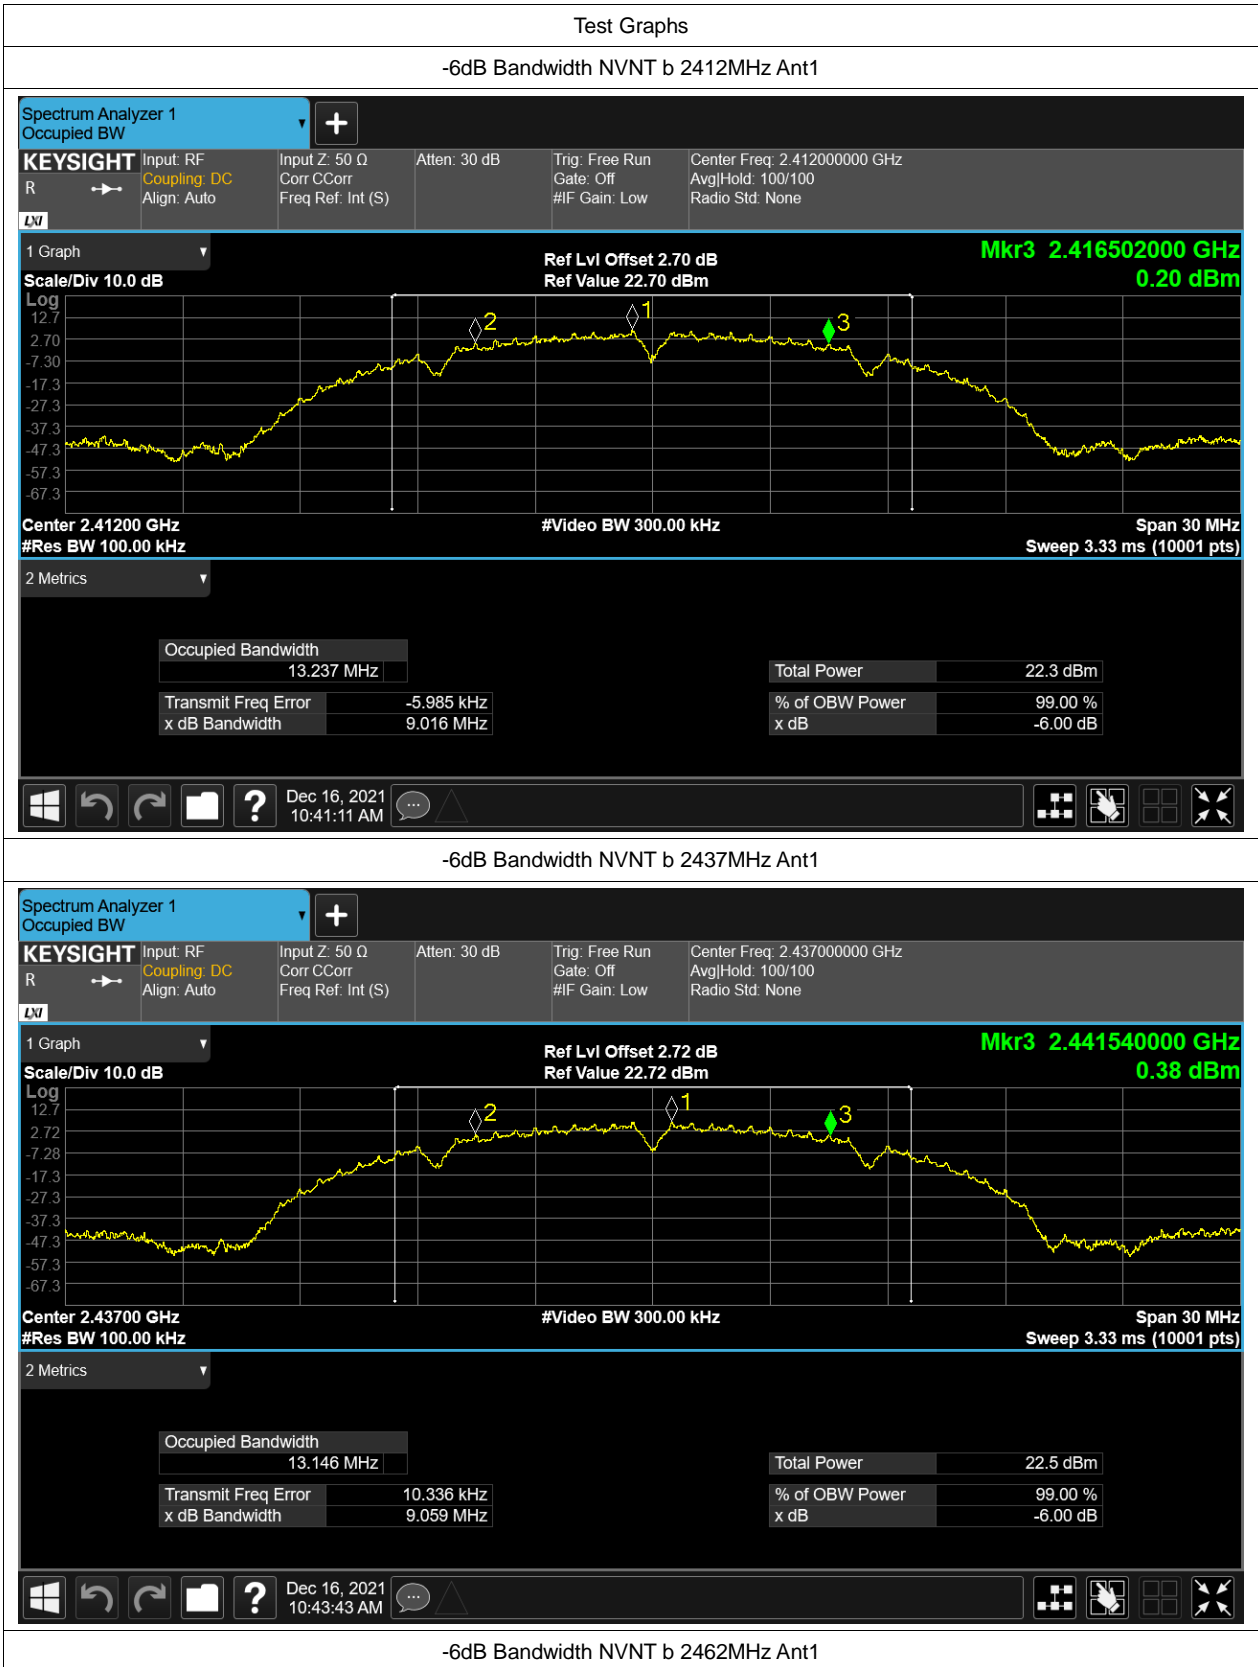 Test Graphs
-6dB Bandwidth NVNT b 2412MHz Ant1
Spectrum Analyzer 1
Occupied BW
KEYSIGHT Input: RF Input Z: 50 Ω Atten: 30 dB Trig: Free Run Center Freq: 2.412000000 GHz
R Coupling: DC Corr CCorr Gate: Off Avg|Hold: 100/100
Align: Auto Freq Ref: Int (S) #IF Gain: Low Radio Std: None
LXI
1 Graph Ref Lvl Offset 2.70 dB Mkr3 2.416502000 GHz
Scale/Div 10.0 dB Ref Value 22.70 dBm 0.20 dBm
Log
12.7
2.70
-7.30
-17.3
-27.3
-37.3
-47.3
-57.3
-67.3
2
1
3
Center 2.41200 GHz #Video BW 300.00 kHz Span 30 MHz
#Res BW 100.00 kHz Sweep 3.33 ms (10001 pts)
2 Metrics
Occupied Bandwidth
13.237 MHz Total Power 22.3 dBm
Transmit Freq Error -5.985 kHz % of OBW Power 99.00 %
x dB Bandwidth 9.016 MHz x dB -6.00 dB
? Dec 16, 2021
10:41:11 AM
-6dB Bandwidth NVNT b 2437MHz Ant1
Spectrum Analyzer 1
Occupied BW
KEYSIGHT Input: RF Input Z: 50 Ω Atten: 30 dB Trig: Free Run Center Freq: 2.437000000 GHz
R Coupling: DC Corr CCorr Gate: Off Avg|Hold: 100/100
Align: Auto Freq Ref: Int (S) #IF Gain: Low Radio Std: None
LXI
1 Graph Ref Lvl Offset 2.72 dB Mkr3 2.441540000 GHz
Scale/Div 10.0 dB Ref Value 22.72 dBm 0.38 dBm
Log
12.7
2.72
-7.28
-17.3
-27.3
-37.3
-47.3
-57.3
-67.3
2
1
3
Center 2.43700 GHz #Video BW 300.00 kHz Span 30 MHz
#Res BW 100.00 kHz Sweep 3.33 ms (10001 pts)
2 Metrics
Occupied Bandwidth
13.146 MHz Total Power 22.5 dBm
Transmit Freq Error 10.336 kHz % of OBW Power 99.00 %
x dB Bandwidth 9.059 MHz x dB -6.00 dB
? Dec 16, 2021
10:43:43 AM
-6dB Bandwidth NVNT b 2462MHz Ant1